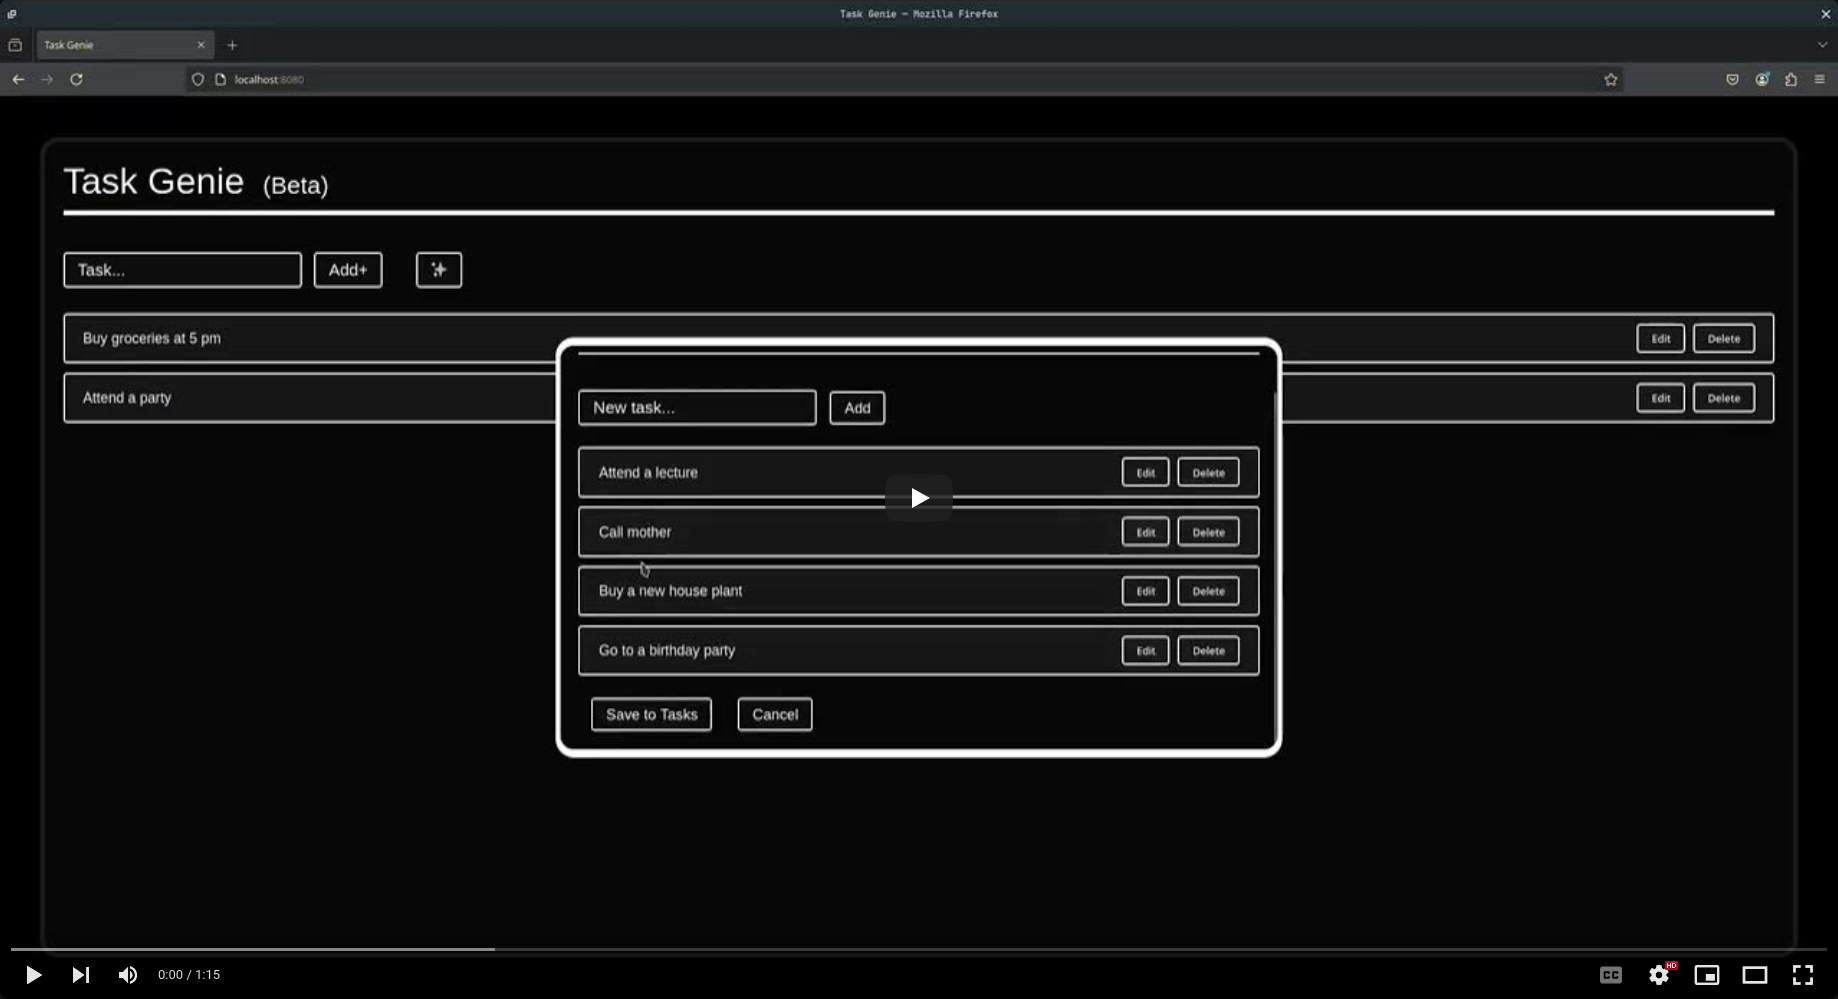 Task Genie — Mozilla Firefox
Task Genie
localhost:8080
Task Genie (Beta)
Task... Add+
Buy groceries at 5 pm Edit Delete
Attend a party Edit Delete
New task... Add
Attend a lecture Edit Delete
Call mother Edit Delete
Buy a new house plant Edit Delete
Go to a birthday party Edit Delete
Save to Tasks Cancel
0:00 / 1:15 CC HD